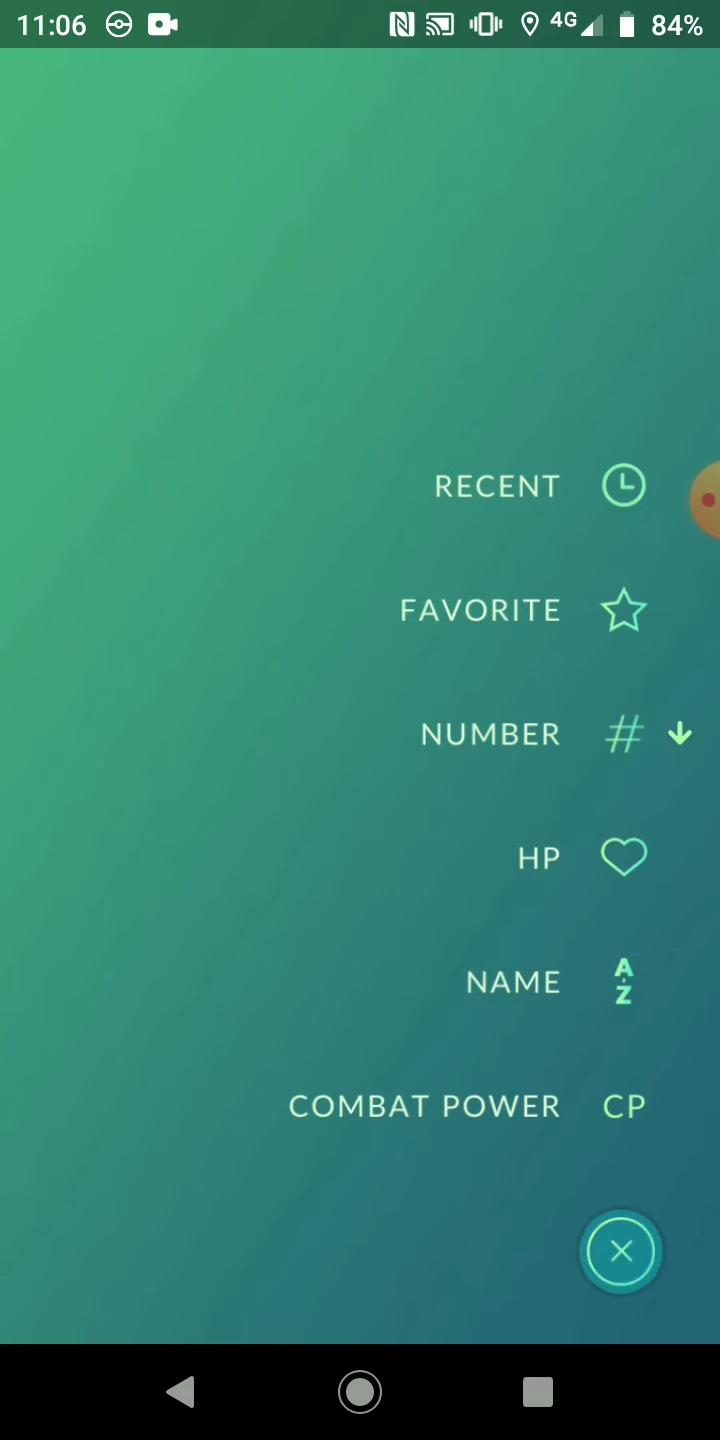 11:06 4G 84%
RECENT
FAVORITE
NUMBER #
HP
NAME A Z
COMBAT POWER CP